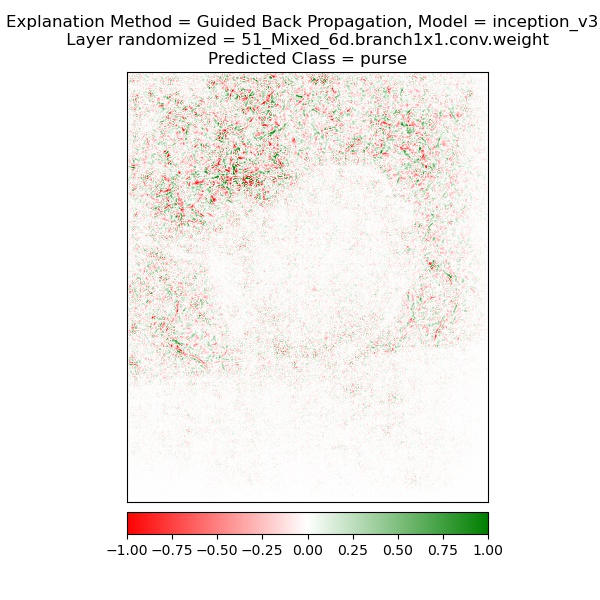 Explanation Method = Guided Back Propagation, Model = inception_v3
Layer randomized = 51_Mixed_6d.branch1x1.conv.weight
Predicted Class = purse
−1.00 −0.75 −0.50 −0.25 0.00 0.25 0.50 0.75 1.00